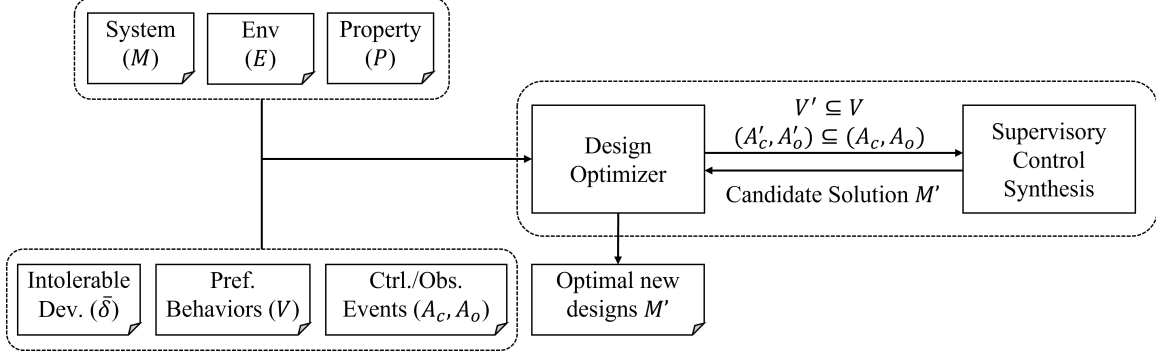 System
(M)
Env
(E)
Property
(P)
Design
Optimizer
V′ ⊆ V
(A′c, A′o) ⊆ (Ac, Ao)
Candidate Solution M’
Supervisory
Control
Synthesis
Intolerable
Dev. (δ̄)
Pref.
Behaviors (V)
Ctrl./Obs.
Events (Ac, Ao)
Optimal new
designs M’